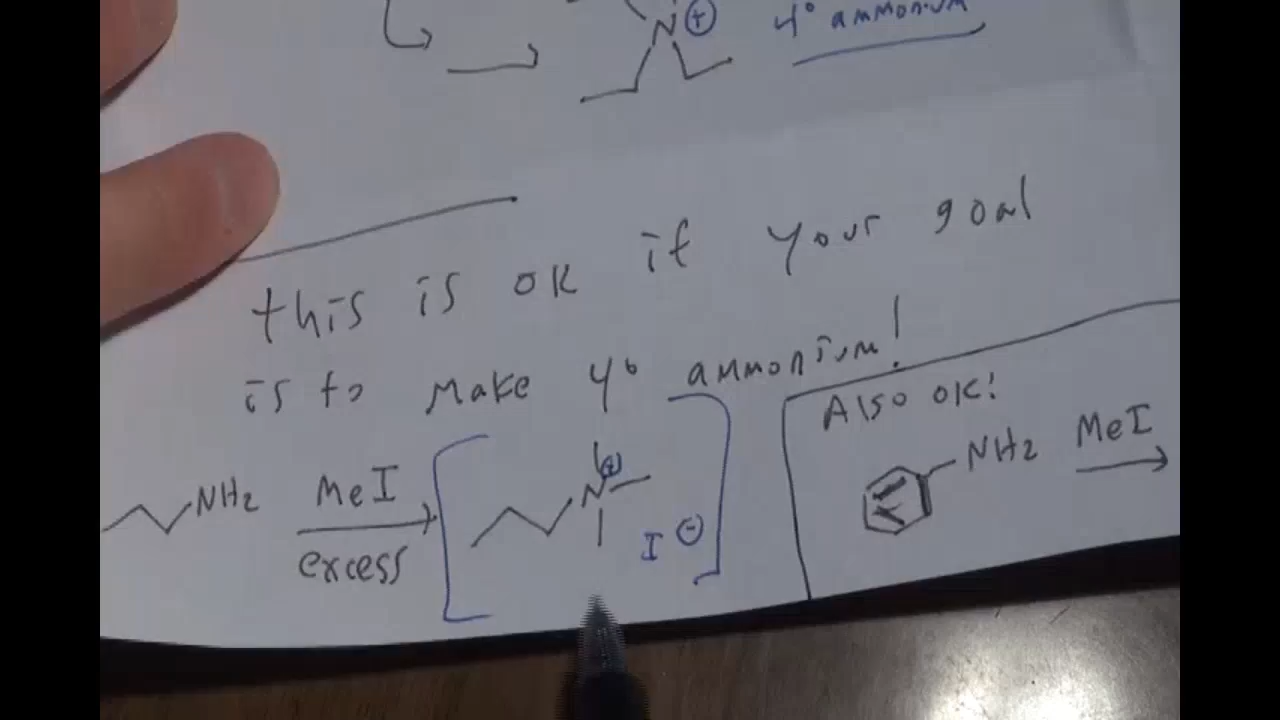 N⊕ 4° ammonium
this is ok if your goal
is to make 4° ammonium!
Also ok!
NH2 MeI
excess
N⊕
I⊖
NH2 MeI